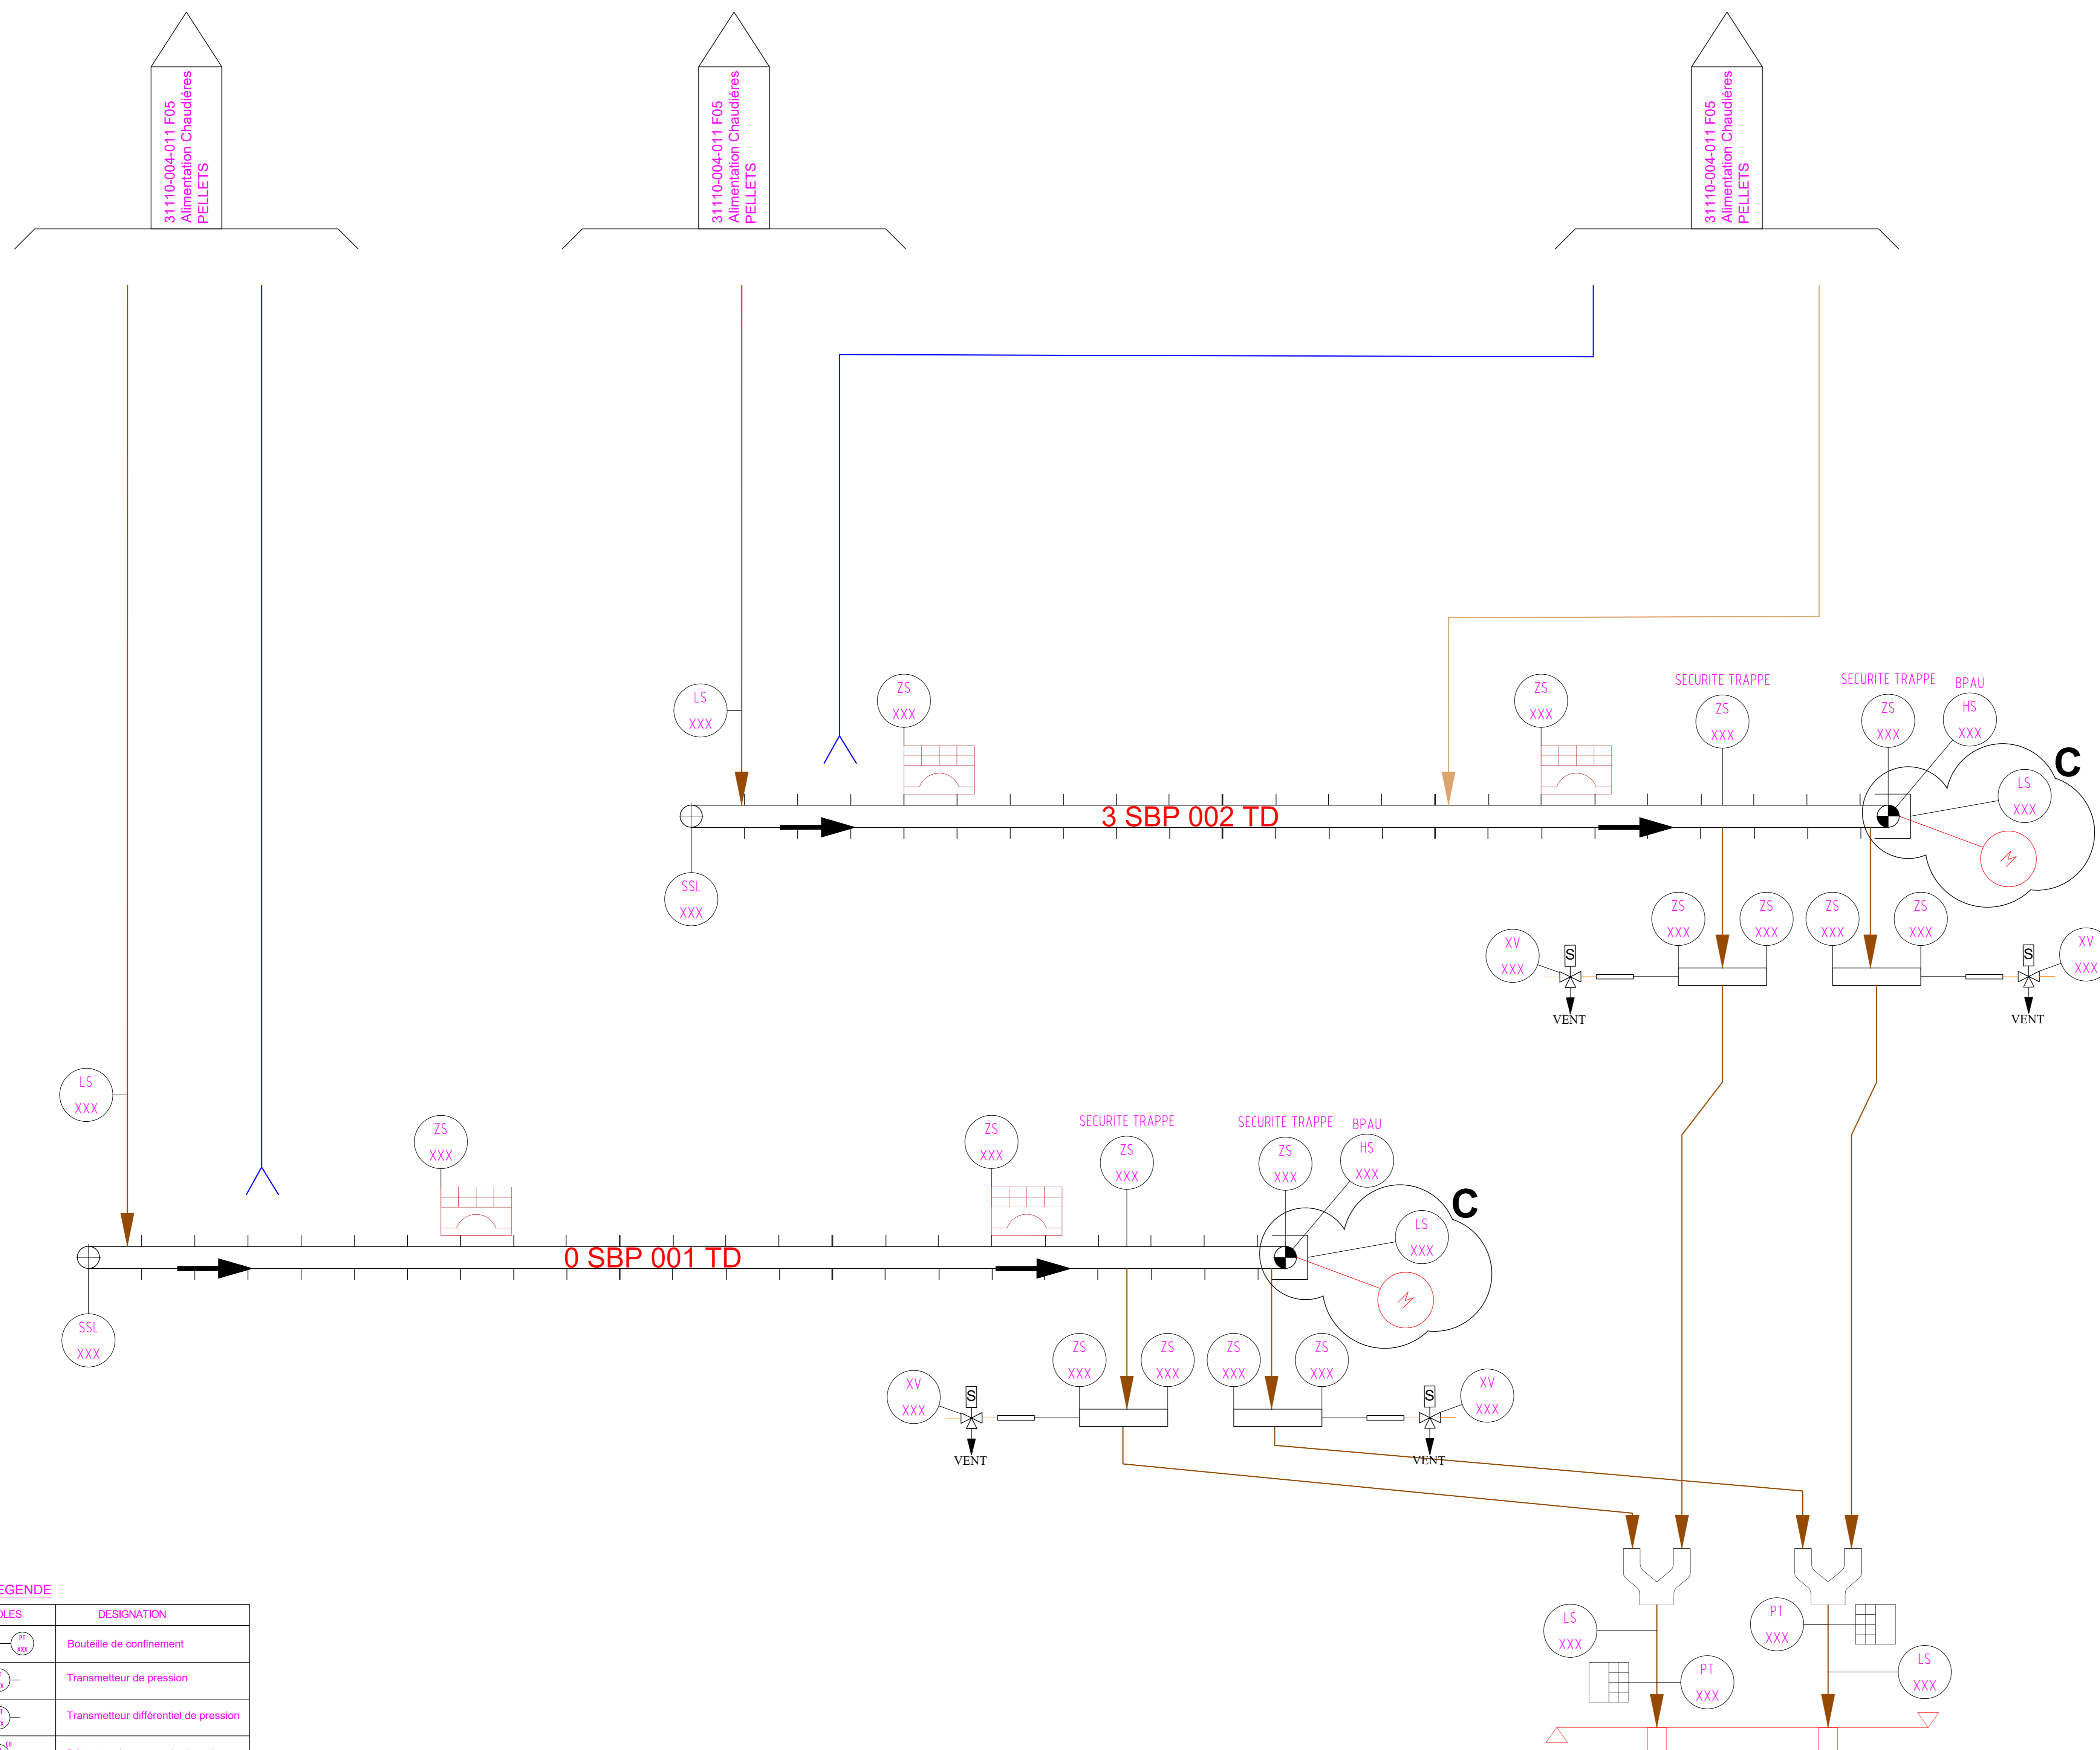 31110-004-011 F05
Alimentation Chaudiéres
PELLETS
31110-004-011 F05
Alimentation Chaudiéres
PELLETS
31110-004-011 F05
Alimentation Chaudiéres
PELLETS
SECURITE TRAPPE
SECURITE TRAPPE
BPAU
LS
XXX
ZS
XXX
ZS
XXX
ZS
XXX
ZS
XXX
HS
XXX
C
LS
XXX
3 SBP 002 TD
M
SSL
XXX
ZS
XXX
ZS
XXX
ZS
XXX
ZS
XXX
XV
XXX
S
VENT
S
VENT
XV
XXX
LS
XXX
SECURITE TRAPPE
SECURITE TRAPPE
BPAU
ZS
XXX
ZS
XXX
ZS
XXX
ZS
XXX
HS
XXX
C
LS
XXX
0 SBP 001 TD
M
SSL
XXX
ZS
XXX
ZS
XXX
ZS
XXX
ZS
XXX
XV
XXX
S
VENT
S
VENT
XV
XXX
LS
XXX
PT
XXX
PT
XXX
LS
XXX
EGENDE
OLES
DESIGNATION
PT
XXX
Bouteille de confinement
Transmetteur de pression
Transmetteur différentiel de pression
CO